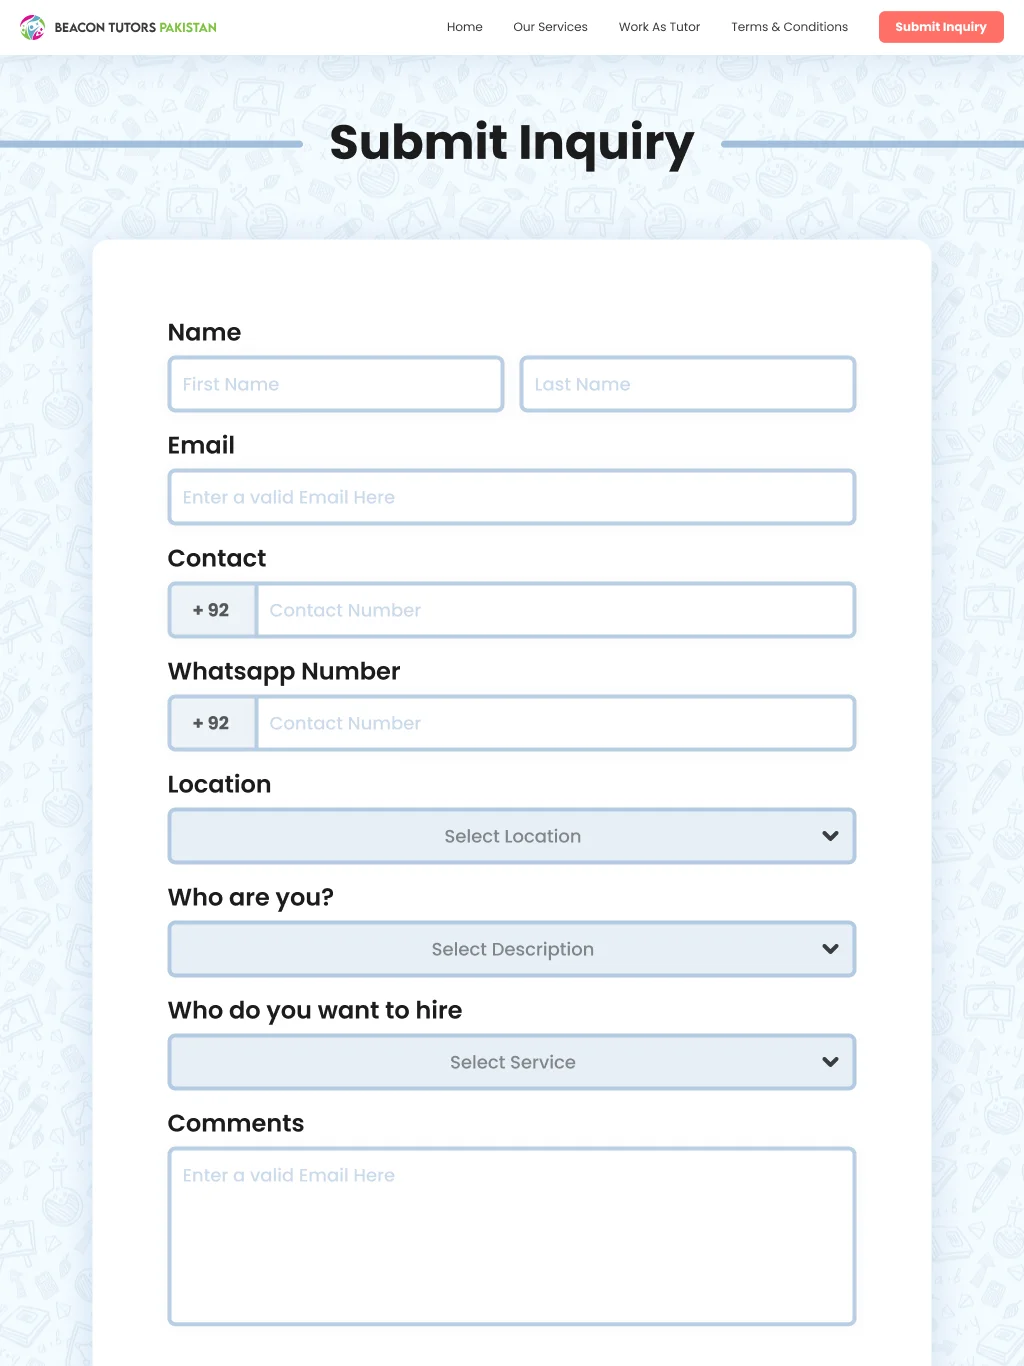 BEACON TUTORS PAKISTAN
Home Our Services Work As Tutor Terms & Conditions Submit Inquiry
Submit Inquiry
Name
First Name Last Name
Email
Enter a valid Email Here
Contact
+ 92 Contact Number
Whatsapp Number
+ 92 Contact Number
Location
Select Location
Who are you?
Select Description
Who do you want to hire
Select Service
Comments
Enter a valid Email Here